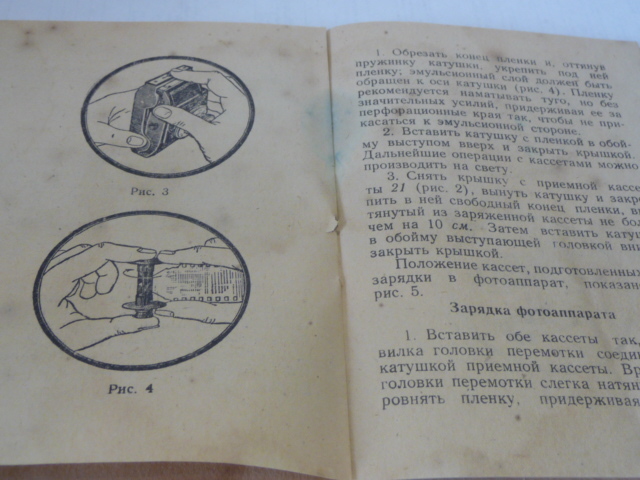 Рис. 3
Рис. 4
1. Обрезать конец пленки и, оттянув
пружинку катушки, укрепить под ней
пленку; эмульсионный слой должен быть
обращен к оси катушки (рис. 4). Пленку
рекомендуется наматывать туго, но без
значительных усилий, придерживая ее за
перфорационные края так, чтобы не при-
касаться к эмульсионной стороне.
2. Вставить катушку с пленкой в обой-
му выступом вверх и закрыть крышкой.
Дальнейшие операции с кассетами можно
производить на свету.
3. Снять крышку с приемной кассе
ты 21 (рис. 2), вынуть катушку и закре
пить в ней свободный конец пленки, вы
тянутый из заряженной кассеты не бол
чем на 10 см. Затем вставить катуш
в обойму выступающей головкой вни
закрыть крышкой.
Положение кассет, подготовленных
зарядки в фотоаппарат, показано
рис. 5.
Зарядка фотоаппарата
1. Вставить обе кассеты так,
вилка головки перемотки соеди
катушкой приемной кассеты. Вр
головки перемотки слегка натян
ровнять пленку, придерживая